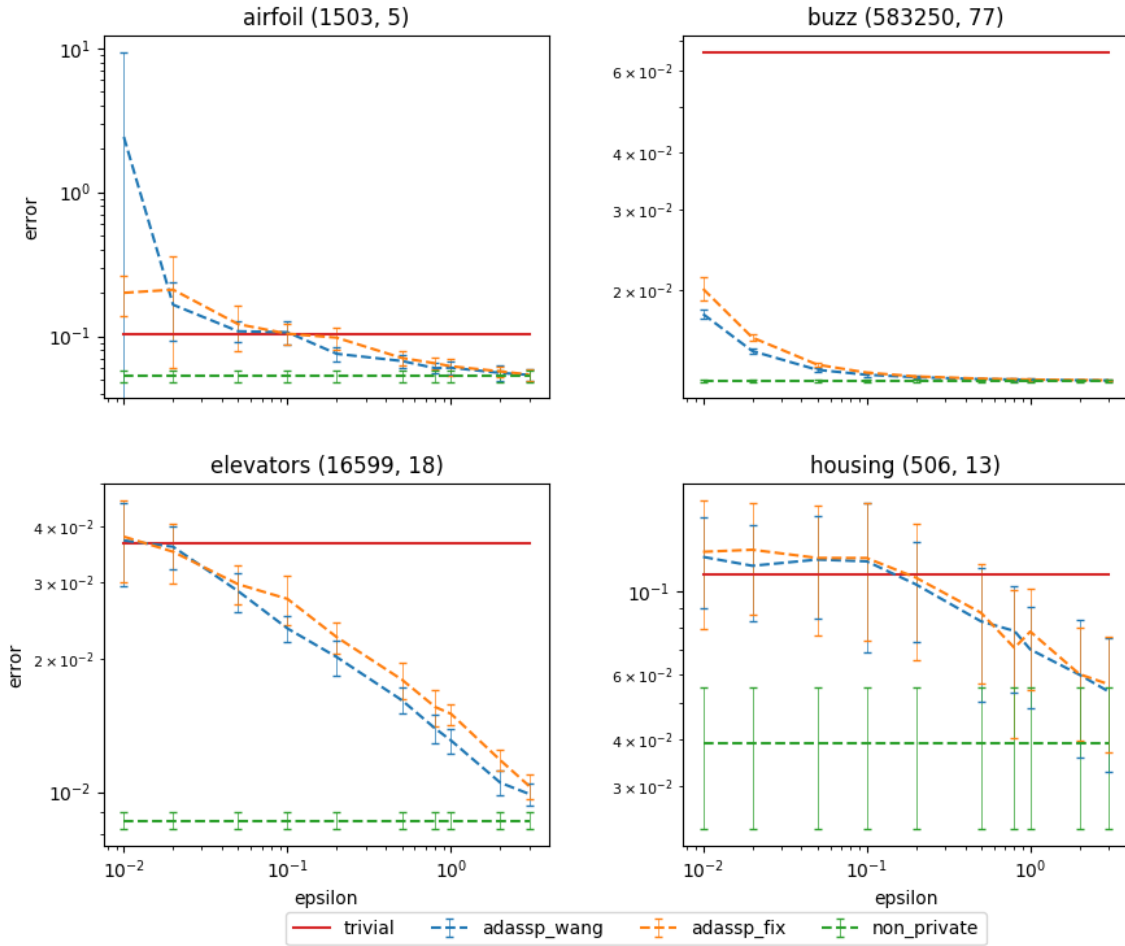 airfoil (1503, 5)
buzz (583250, 77)
error
10¹
10⁰
10⁻¹
6 × 10⁻²
4 × 10⁻²
3 × 10⁻²
2 × 10⁻²
elevators (16599, 18)
housing (506, 13)
error
4 × 10⁻²
3 × 10⁻²
2 × 10⁻²
10⁻²
10⁻¹
6 × 10⁻²
4 × 10⁻²
3 × 10⁻²
10⁻² 10⁻¹ 10⁰
10⁻² 10⁻¹ 10⁰
epsilon
epsilon
trivial adassp_wang adassp_fix non_private